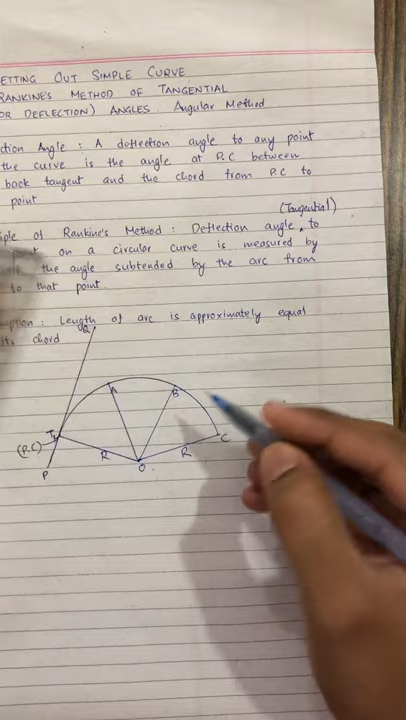 ETTING OUT SIMPLE CURVE
RANKINE'S METHOD OF TANGENTIAL
OR DEFLECTION) ANGLES. Angular Method
ction Angle : A deflection angle to any point
the curve is the angle at P.C between
back tangent and the chord from P.C to
point
(Tangential)
iple of Rankine's Method : Deflection angle, to
on a circular curve is measured by
the angle subtended by the arc from
to that point.
mption : Length of arc is approximately equal
its chord
A
B
T1
(P.C)
R
R
C
O
P